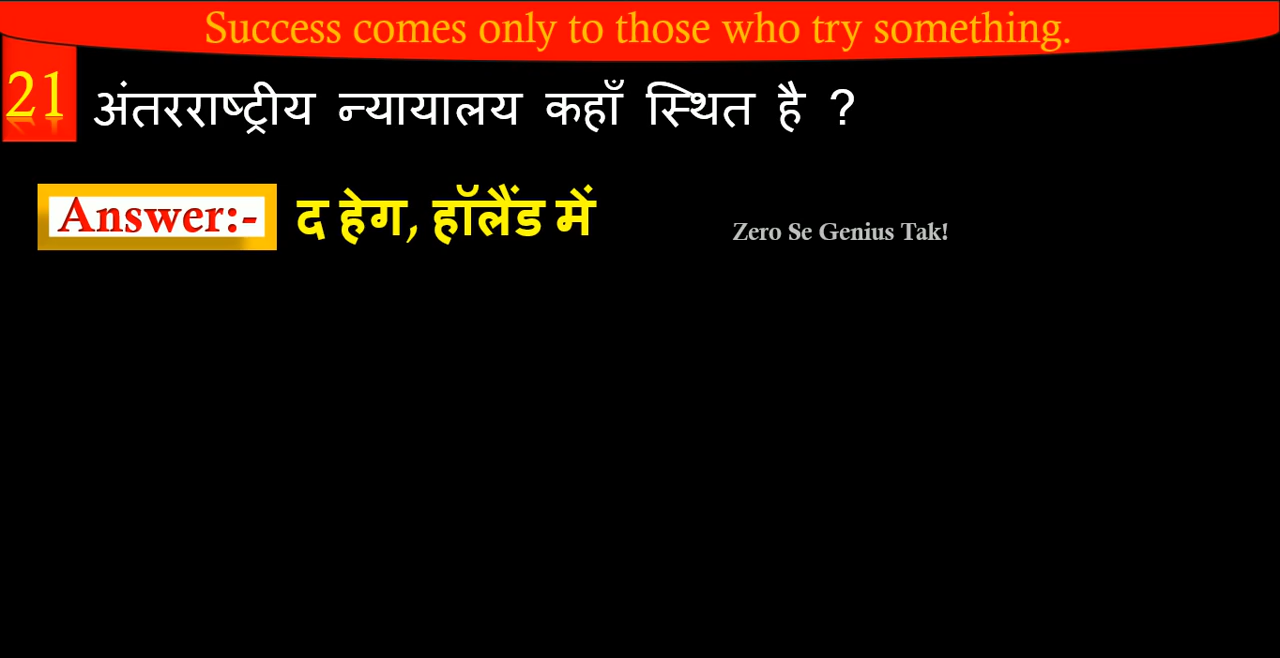 Success comes only to those who try something.
21 अंतरराष्ट्रीय न्यायालय कहाँ स्थित है ?
Answer:- द हेग, हॉलैंड में
Zero Se Genius Tak!